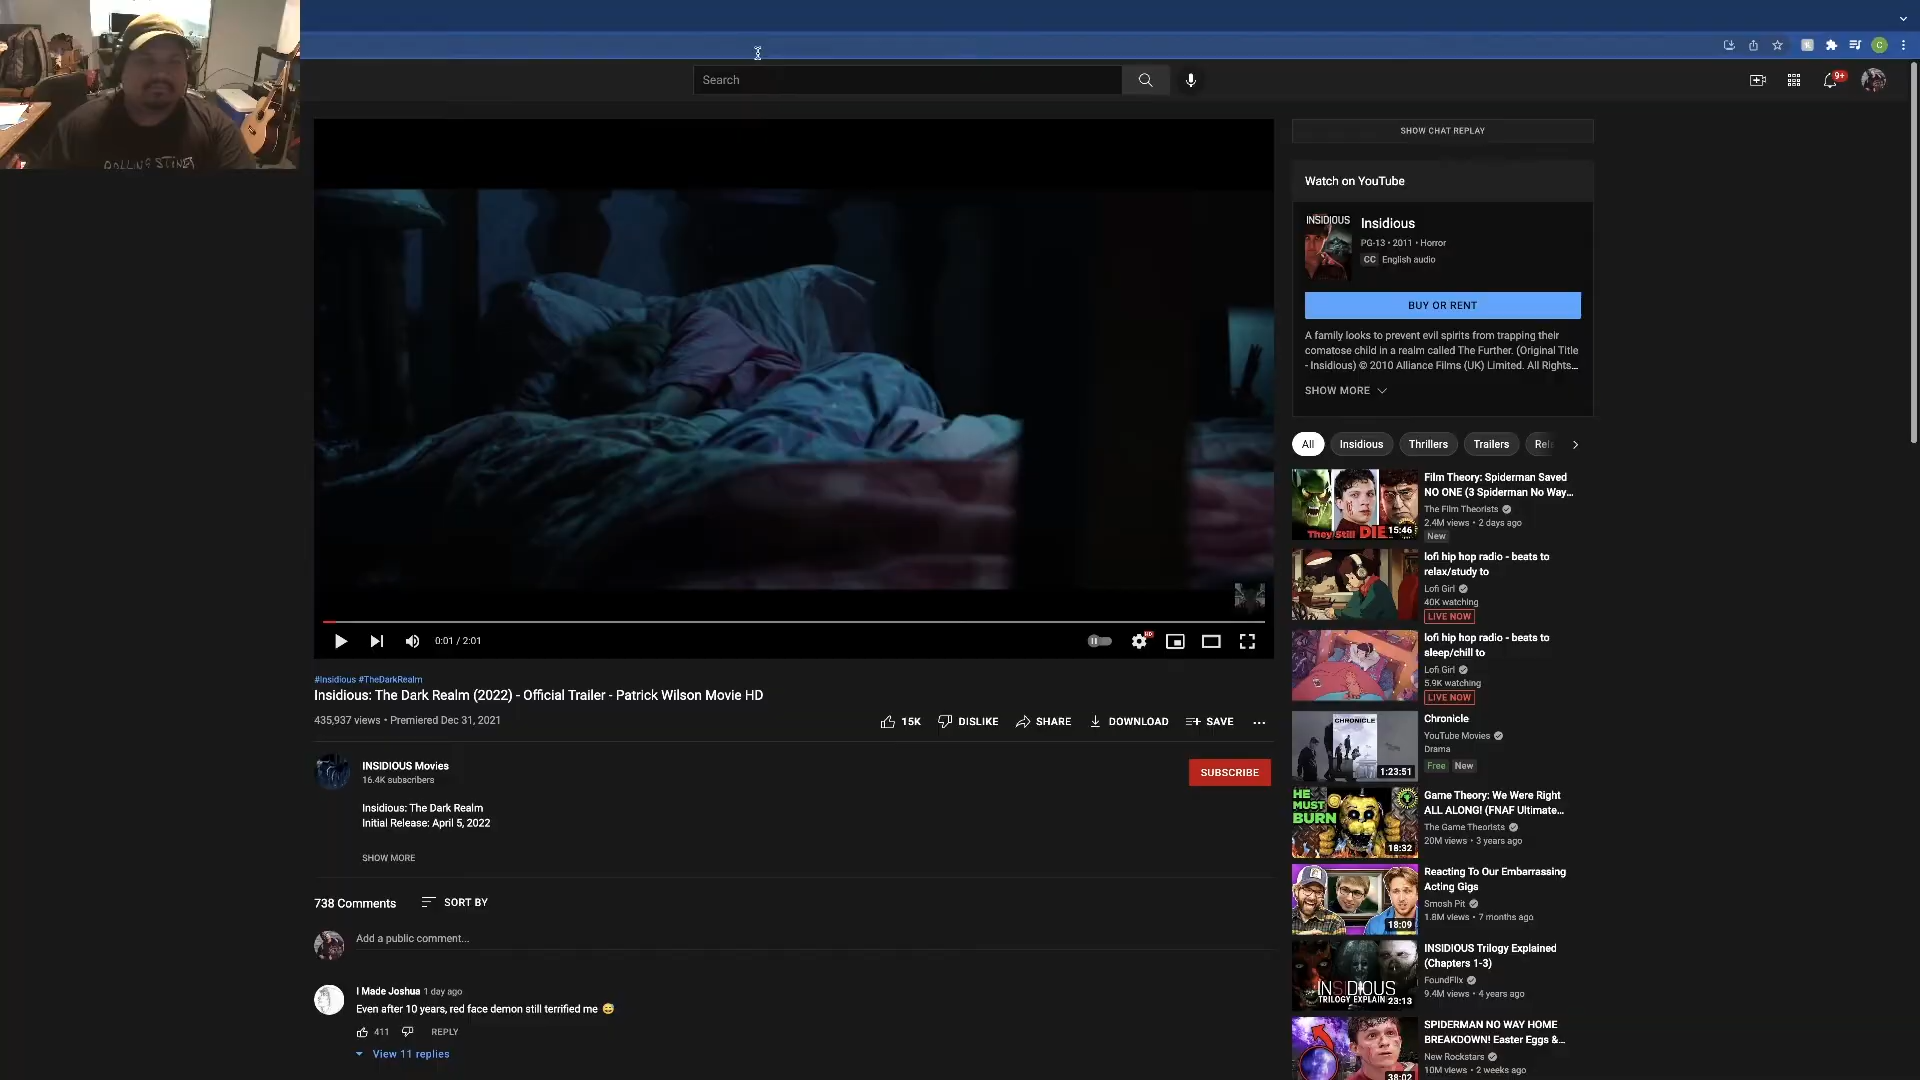 ROLLING STINEY
C
Search
9+
SHOW CHAT REPLAY
Watch on YouTube
INSIDIOUS
Insidious
PG-13 • 2011 • Horror
CC English audio
BUY OR RENT
A family looks to prevent evil spirits from trapping their
comatose child in a realm called The Further. (Original Title
- Insidious) © 2010 Alliance Films (UK) Limited. All Rights...
SHOW MORE
All
Insidious
Thrillers
Trailers
Rel
They Still DIE
15:46
Film Theory: Spiderman Saved
NO ONE (3 Spiderman No Way...
The Film Theorists
2.4M views • 2 days ago
New
lofi hip hop radio - beats to
relax/study to
Lofi Girl
40K watching
LIVE NOW
lofi hip hop radio - beats to
sleep/chill to
Lofi Girl
5.9K watching
LIVE NOW
CHRONICLE
1:23:51
Chronicle
YouTube Movies
Drama
Free New
HE
MUST
BURN
18:32
Game Theory: We Were Right
ALL ALONG! (FNAF Ultimate...
The Game Theorists
20M views • 3 years ago
18:09
Reacting To Our Embarrassing
Acting Gigs
Smosh Pit
1.8M views • 7 months ago
INSIDIOUS
TRILOGY EXPLAIN
23:13
INSIDIOUS Trilogy Explained
(Chapters 1-3)
FoundFlix
9.4M views • 4 years ago
38:02
SPIDERMAN NO WAY HOME
BREAKDOWN! Easter Eggs &...
New Rockstars
10M views • 2 weeks ago
0:01 / 2:01
HD
#Insidious #TheDarkRealm
Insidious: The Dark Realm (2022) - Official Trailer - Patrick Wilson Movie HD
435,937 views • Premiered Dec 31, 2021
15K
DISLIKE
SHARE
DOWNLOAD
SAVE
INSIDIOUS Movies
16.4K subscribers
SUBSCRIBE
Insidious: The Dark Realm
Initial Release: April 5, 2022
SHOW MORE
738 Comments
SORT BY
Add a public comment...
I Made Joshua 1 day ago
Even after 10 years, red face demon still terrified me 😅
411
REPLY
View 11 replies